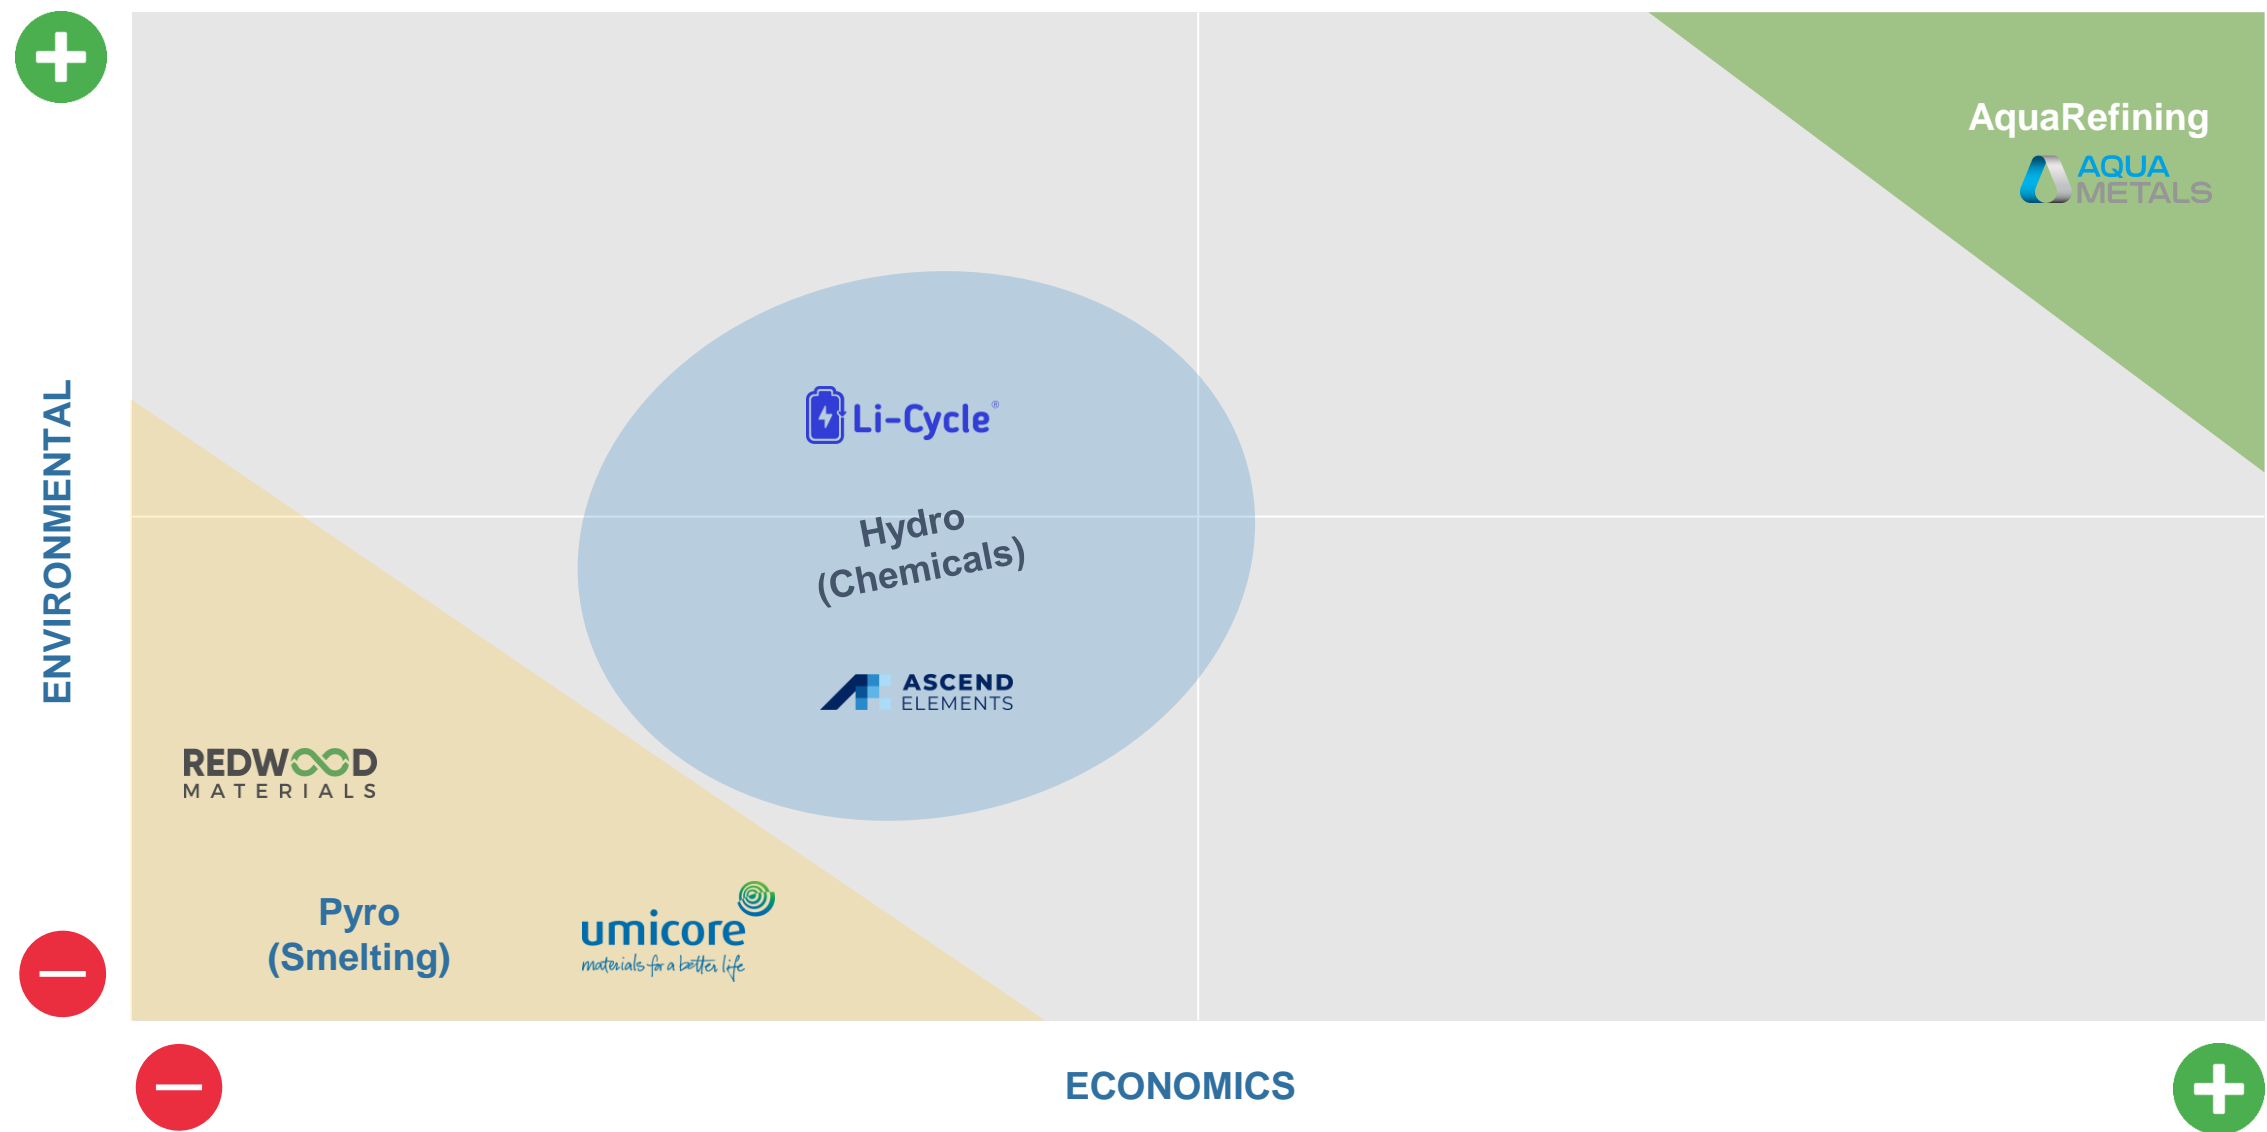 AquaRefining
AQUA
METALS
ENVIRONMENTAL
Li-Cycle®
Hydro
(Chemicals)
ASCEND
ELEMENTS
REDWOOD
MATERIALS
Pyro
(Smelting)
umicore
materials for a better life
ECONOMICS